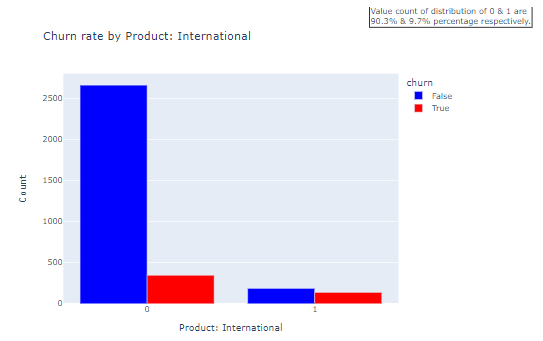 Value count of distribution of 0 & 1 are
90.3% & 9.7% percentage respectively.
Churn rate by Product: International
churn
False
True
2500
2000
1500
1000
500
0
Count
0
1
Product: International